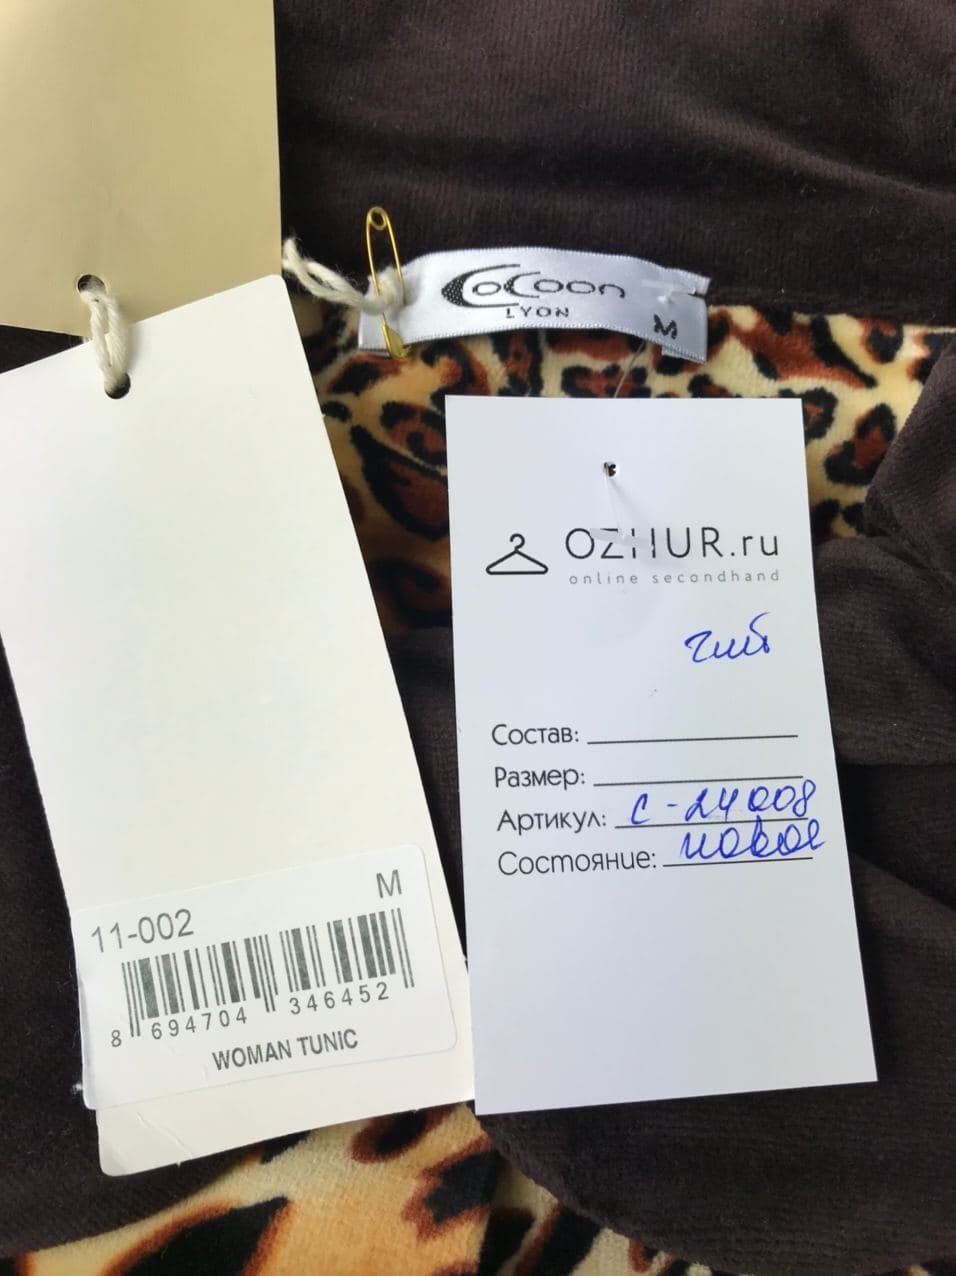 CoCoon
LYON
M
OZHUR.ru
online secondhand
Состав:
Размер:
Артикул: С-24008
Состояние: новое
M
11-002
8 694704 346452
WOMAN TUNIC